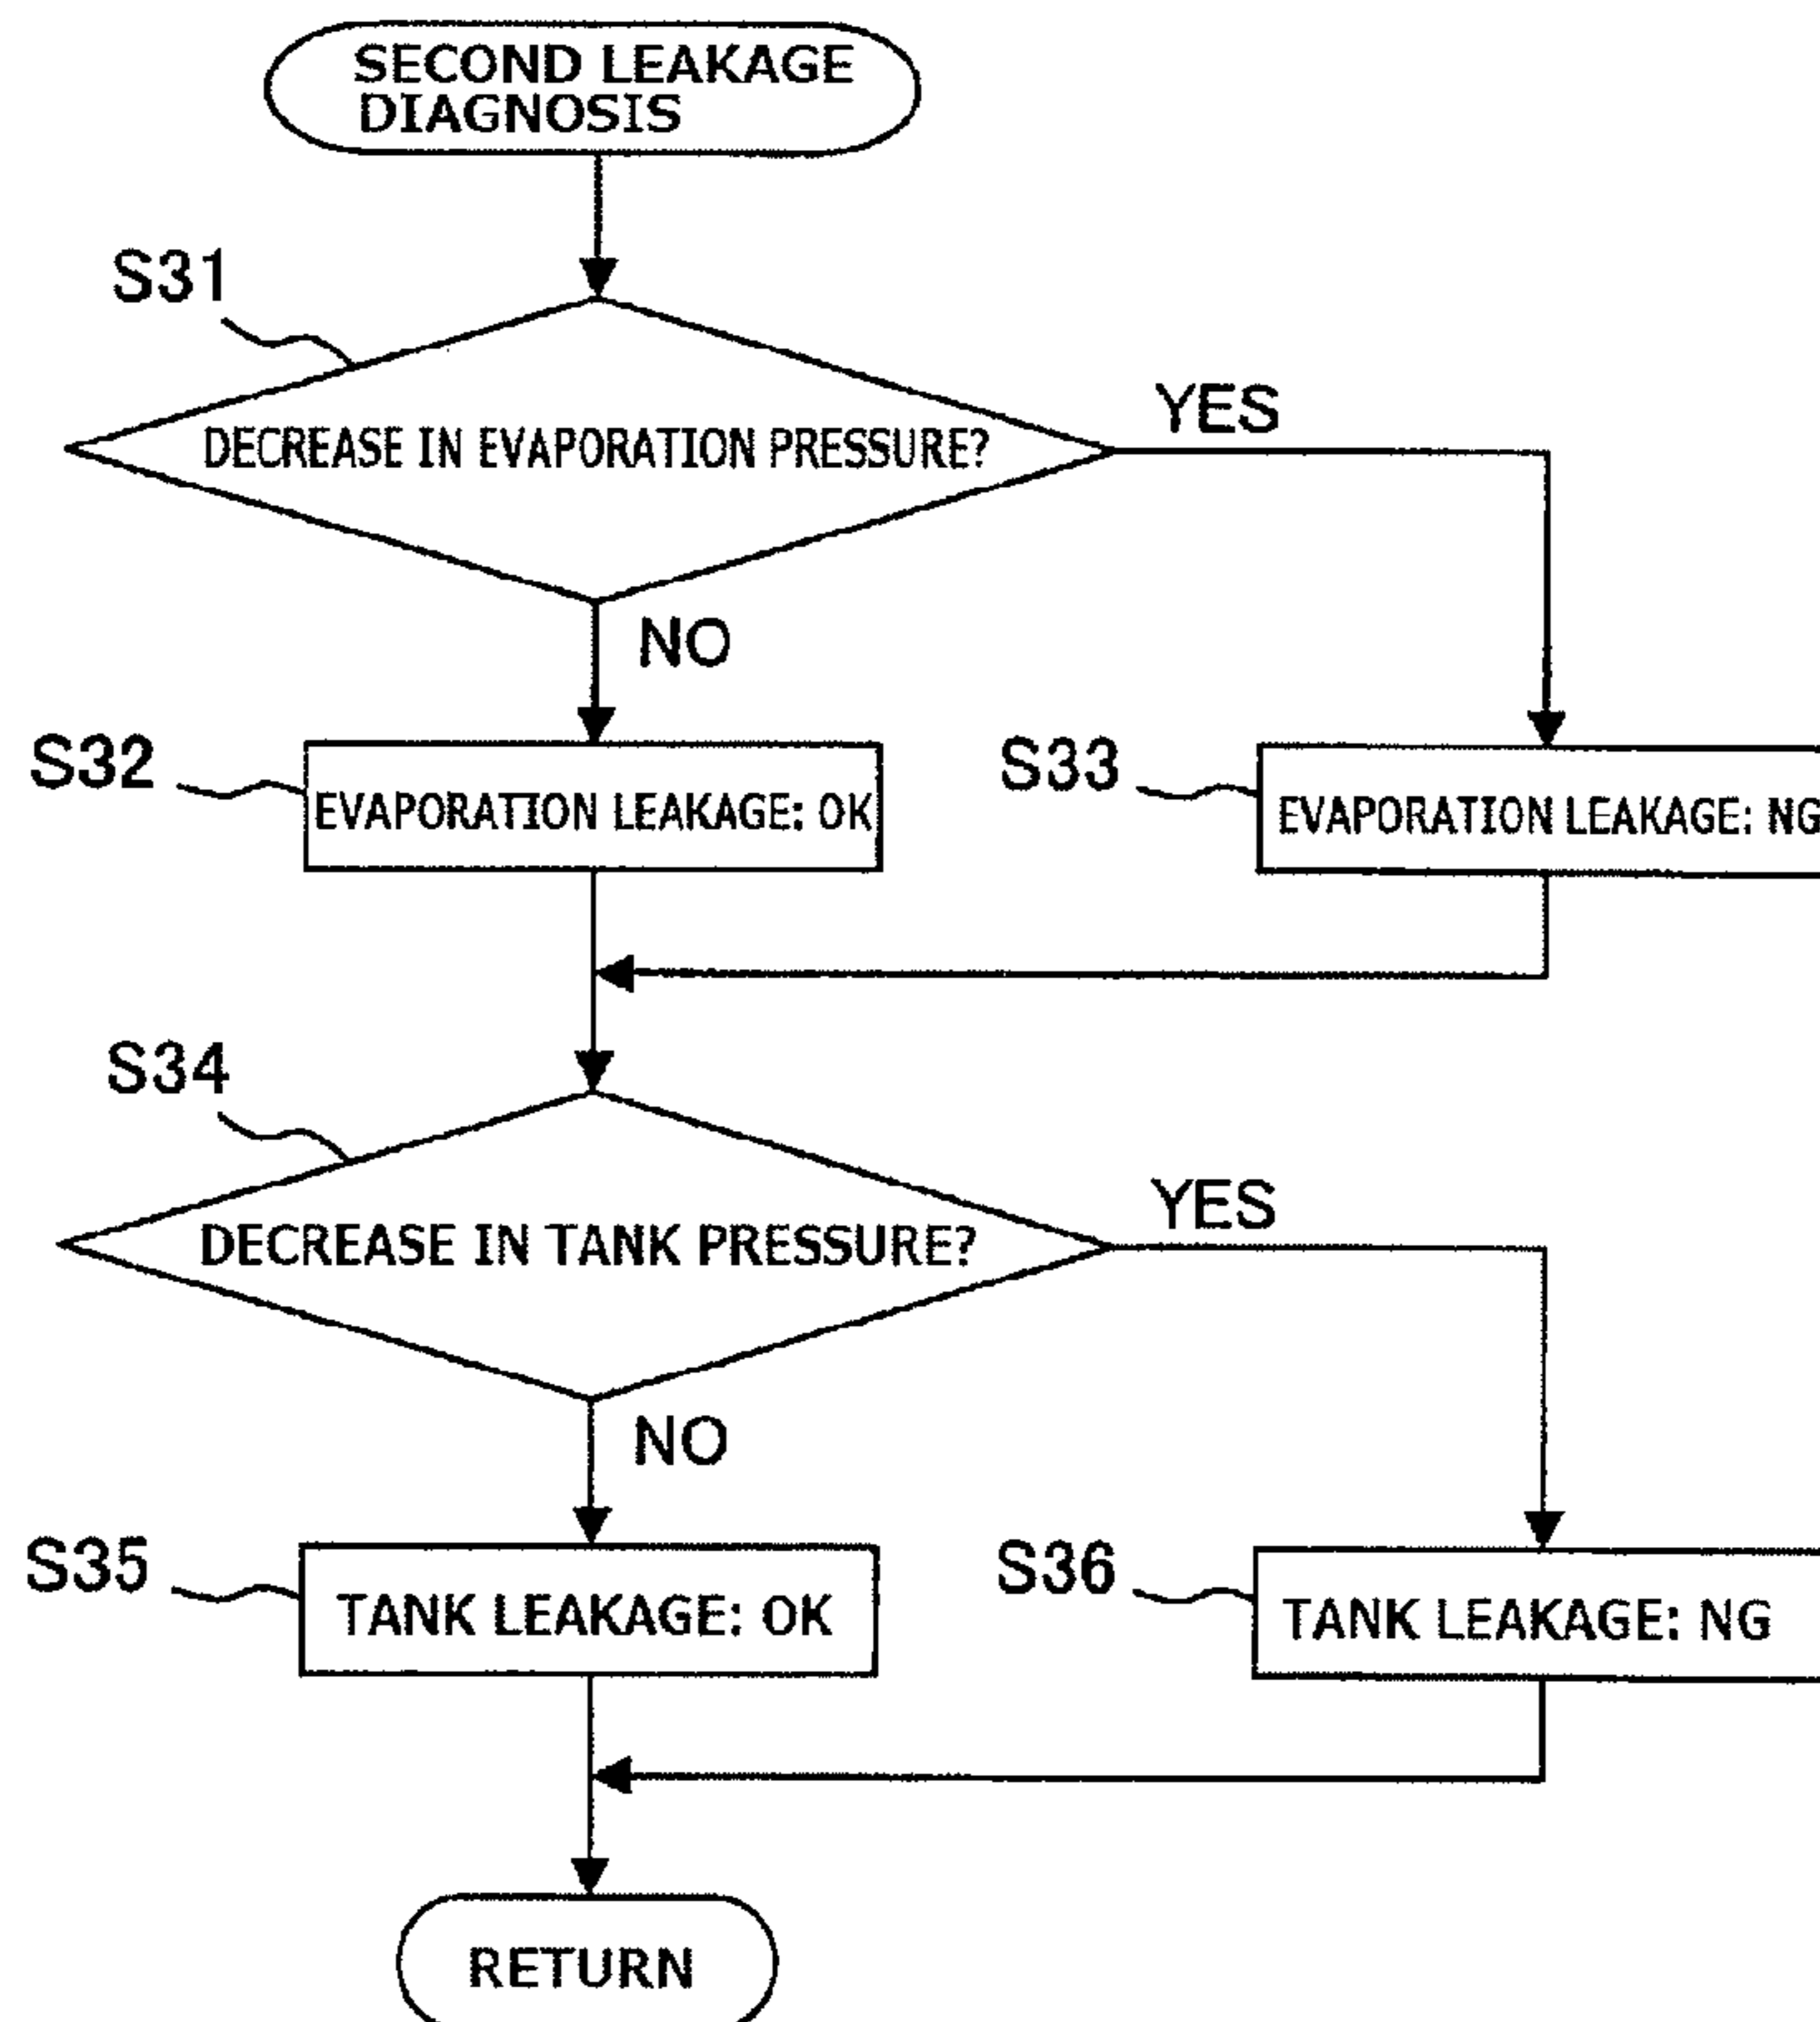 SECOND LEAKAGE
DIAGNOSIS
S31
YES
DECREASE IN EVAPORATION PRESSURE?
NO
S32
S33
EVAPORATION LEAKAGE: OK
EVAPORATION LEAKAGE: NG
S34
YES
DECREASE IN TANK PRESSURE?
NO
S35
S36
TANK LEAKAGE: OK
TANK LEAKAGE: NG
RETURN